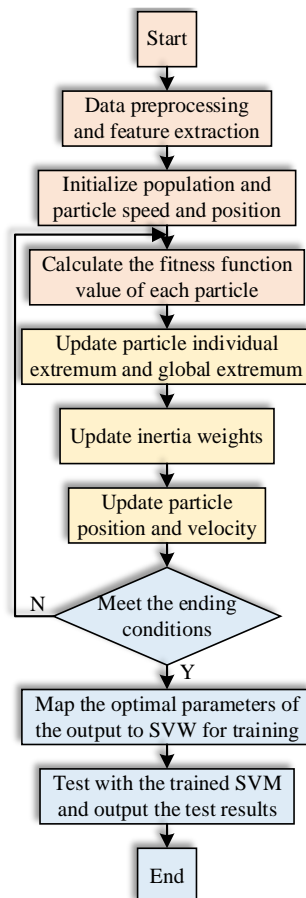 Start
Data preprocessing
and feature extraction
Initialize population and
particle speed and position
Calculate the fitness function
value of each particle
Update particle individual
extremum and global extremum
Update inertia weights
Update particle
position and velocity
N
Meet the ending
conditions
Y
Map the optimal parameters of
the output to SVW for training
Test with the trained SVM
and output the test results
End